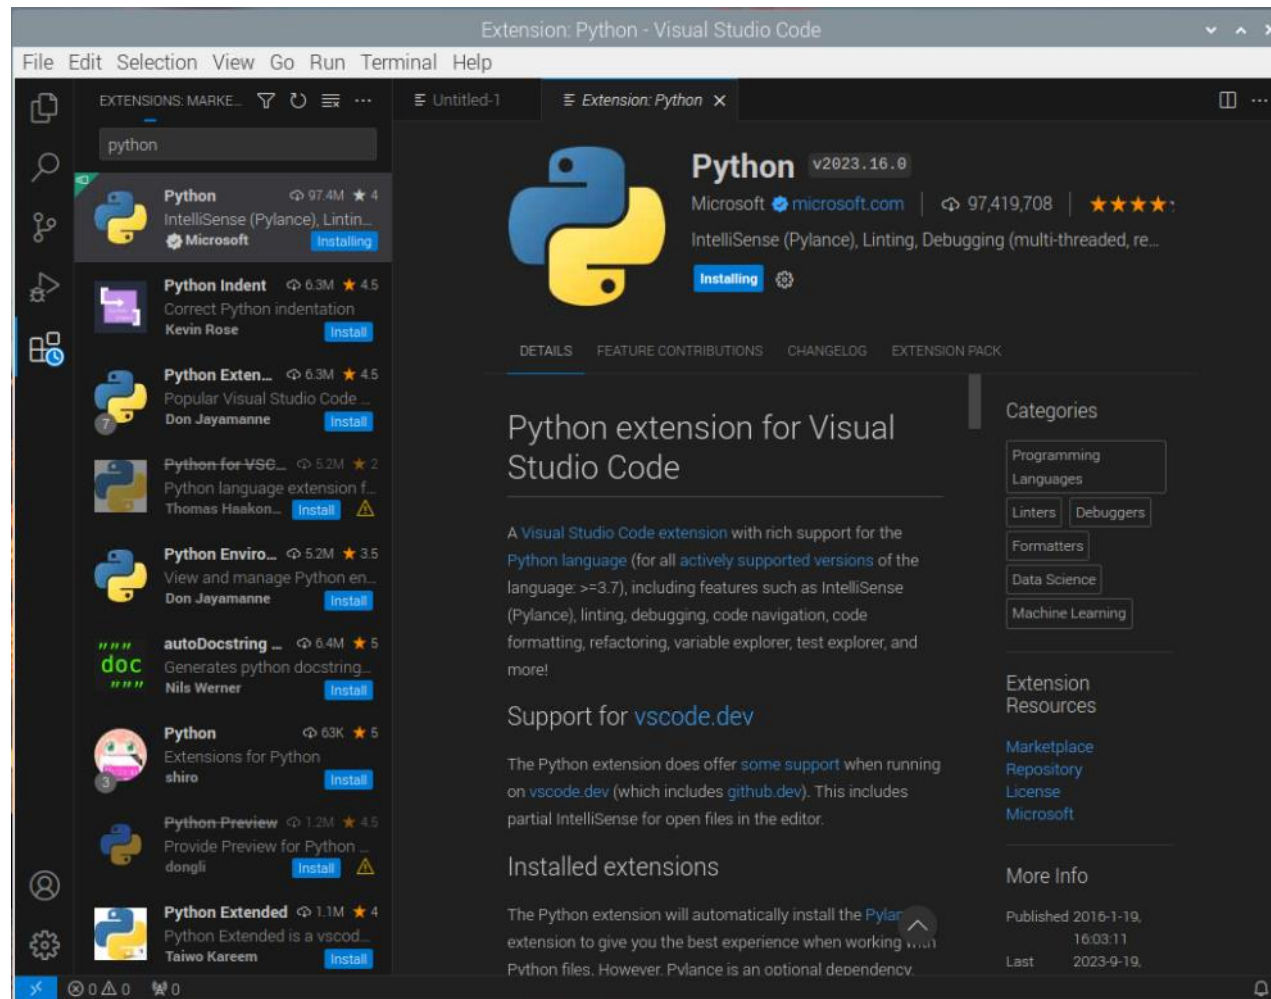 Extension: Python - Visual Studio Code
File Edit Selection View Go Run Terminal Help
EXTENSIONS: MARKE...
python
Python 97.4M ★ 4
IntelliSense (Pylance), Lintin...
Microsoft Installing
Python Indent 6.3M ★ 4.5
Correct Python indentation
Kevin Rose Install
Python Exten... 6.3M ★ 4.5
Popular Visual Studio Code ...
7 Don Jayamanne Install
Python for VSC... 5.2M ★ 2
Python language extension f...
Thomas Haakon... Install
Python Enviro... 5.2M ★ 3.5
View and manage Python en...
Don Jayamanne Install
""" autoDocstring ... 6.4M ★ 5
doc Generates python docstring...
""" Nils Werner Install
Python 63K ★ 5
Extensions for Python
3 shiro Install
Python Preview 1.2M ★ 4.5
Provide Preview for Python ...
dongli Install
Python Extended 1.1M ★ 4
Python Extended is a vscod...
Taiwo Kareem Install
Untitled-1 Extension: Python
Python v2023.16.0
Microsoft microsoft.com 97,419,708
IntelliSense (Pylance), Linting, Debugging (multi-threaded, re...
Installing
DETAILS FEATURE CONTRIBUTIONS CHANGELOG EXTENSION PACK
Python extension for Visual
Studio Code
A Visual Studio Code extension with rich support for the
Python language (for all actively supported versions of the
language: >=3.7), including features such as IntelliSense
(Pylance), linting, debugging, code navigation, code
formatting, refactoring, variable explorer, test explorer, and
more!
Support for vscode.dev
The Python extension does offer some support when running
on vscode.dev (which includes github.dev). This includes
partial IntelliSense for open files in the editor.
Installed extensions
The Python extension will automatically install the
extension to give you the best experience when working
Python files. However, Pylance is an optional dependency,
Categories
Programming
Languages
Linters Debuggers
Formatters
Data Science
Machine Learning
Extension
Resources
Marketplace
Repository
License
Microsoft
More Info
Published 2016-1-19,
16:03:11
Last 2023-9-19,
0 0 0